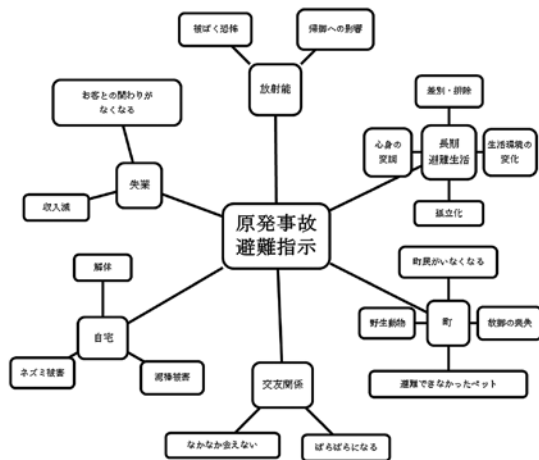 被ばく恐怖
帰郷への影響
放射能
お客との関わりが
なくなる
失業
収入減
差別・排除
心身の
変調
長期
避難生活
生活環境の
変化
孤立化
原発事故
避難指示
解体
自宅
ネズミ被害
泥棒被害
町民がいなくなる
野生動物
町
故郷の喪失
避難できなかったペット
交友関係
なかなか会えない
ばらばらになる